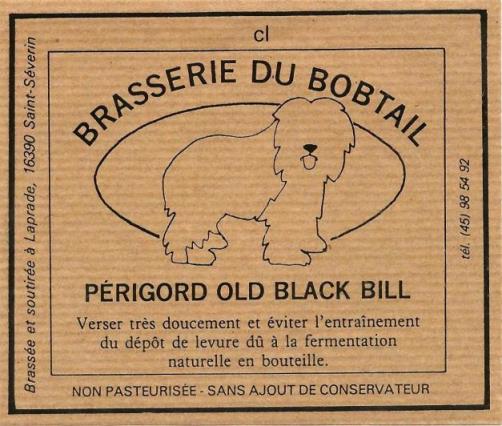 cl
BRASSERIE DU BOBTAIL
PÉRIGORD OLD BLACK BILL
Verser très doucement et éviter l'entraînement
du dépôt de levure dû à la fermentation
naturelle en bouteille.
NON PASTEURISÉE - SANS AJOUT DE CONSERVATEUR
Brassée et soutirée à Laprade, 16390 Saint-Séverin
tél. (45) 98 54 92